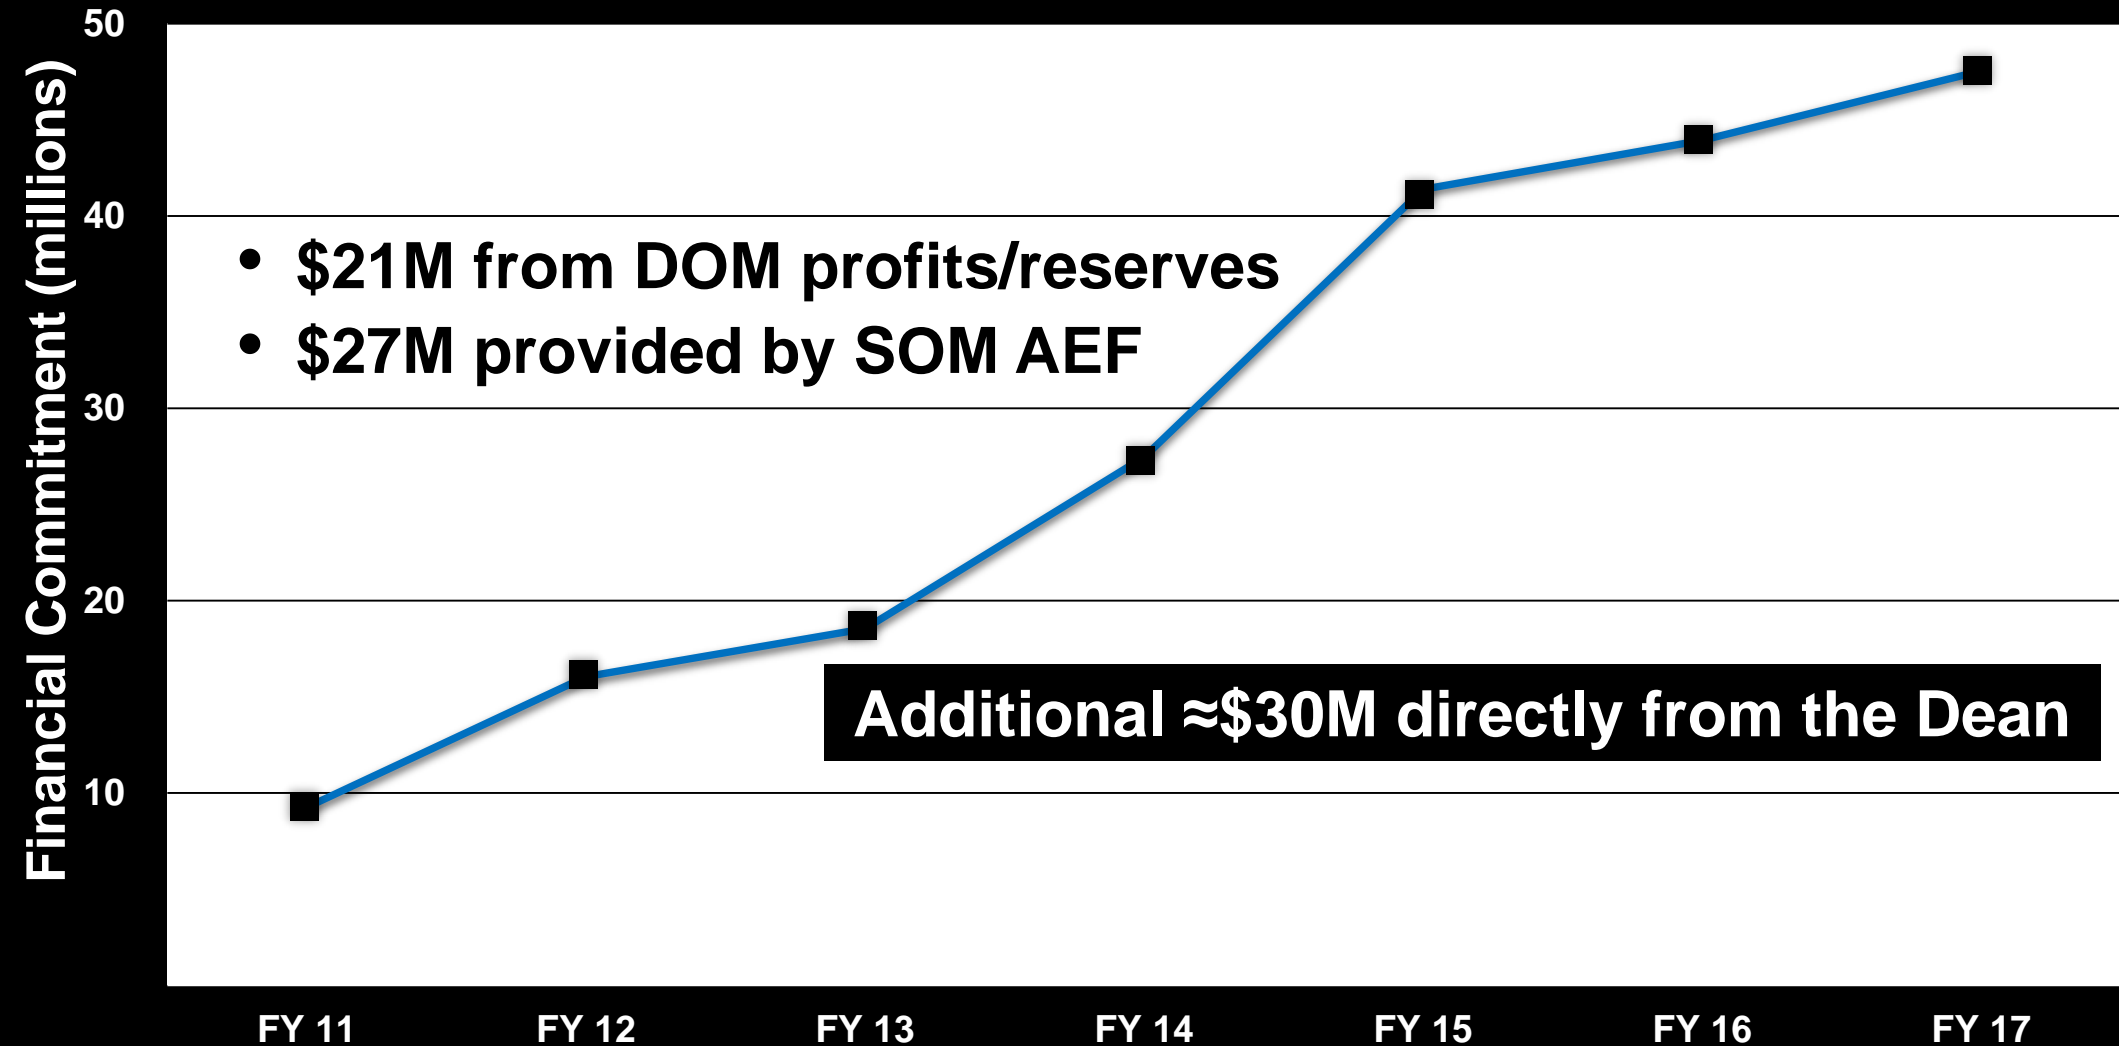 Financial Commitment (millions)
50
40
30
20
10
• $21M from DOM profits/reserves
• $27M provided by SOM AEF
Additional ≈$30M directly from the Dean
FY 11
FY 12
FY 13
FY 14
FY 15
FY 16
FY 17